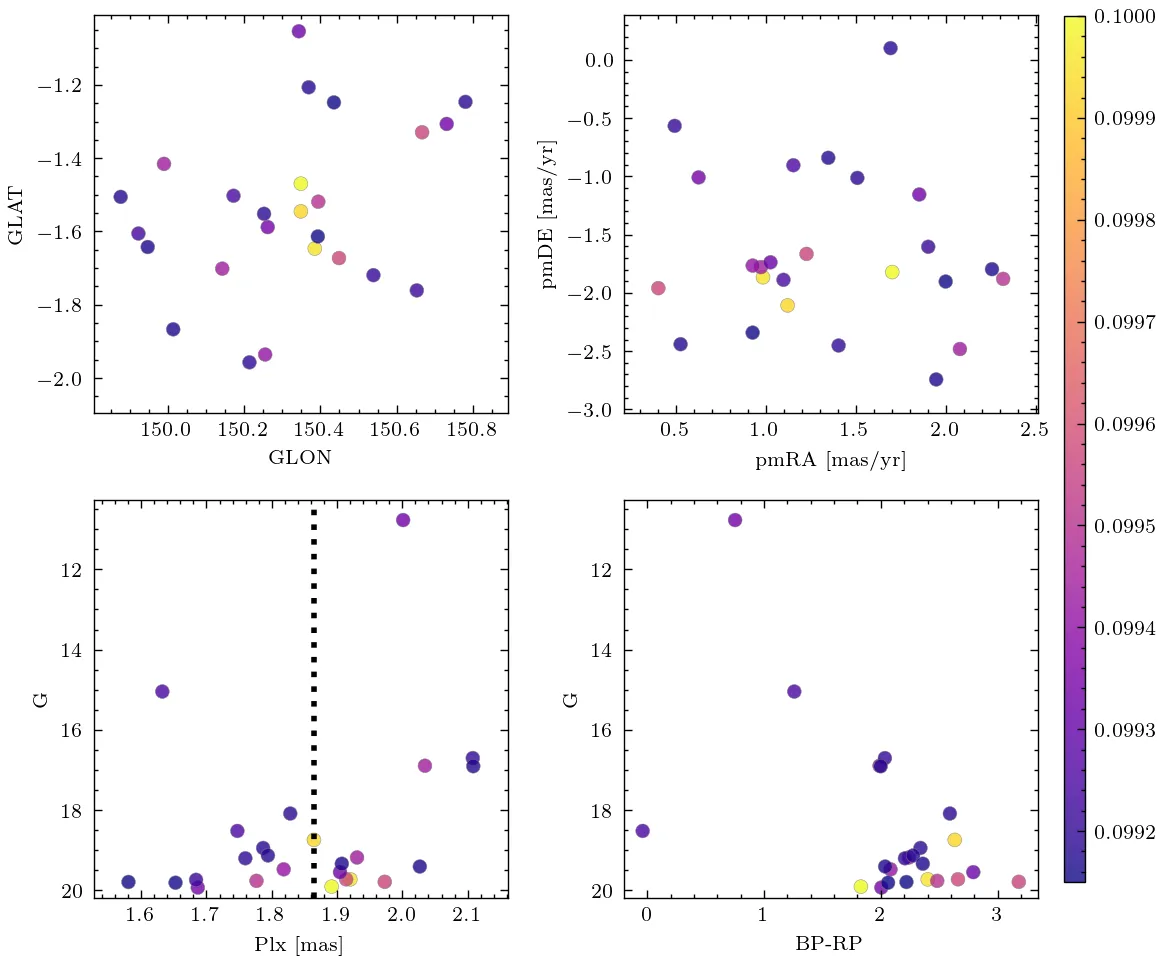 −1.2
−1.4
−1.6
−1.8
−2.0
GLAT
150.0 150.2 150.4 150.6 150.8
GLON
0.0
−0.5
−1.0
−1.5
−2.0
−2.5
−3.0
pmDE [mas/yr]
0.5 1.0 1.5 2.0 2.5
pmRA [mas/yr]
0.1000
0.0999
0.0998
0.0997
0.0996
0.0995
0.0994
0.0993
0.0992
12
14
16
18
20
G
1.6 1.7 1.8 1.9 2.0 2.1
Plx [mas]
12
14
16
18
20
G
0 1 2 3
BP-RP